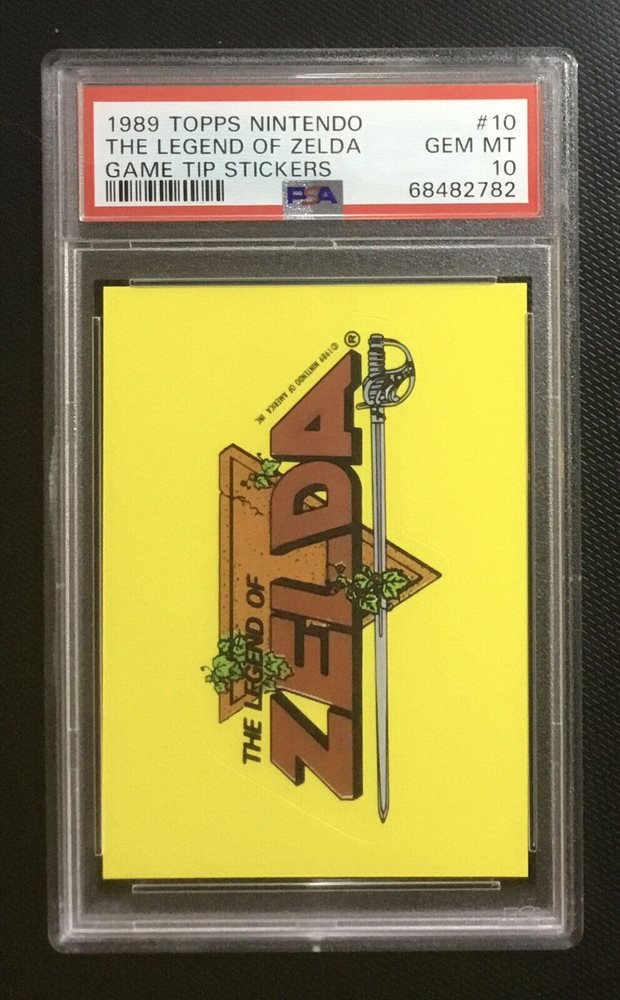 1989 TOPPS NINTENDO #10
THE LEGEND OF ZELDA GEM MT
GAME TIP STICKERS 10
PSA 68482782
THE LEGEND OF
ZELDA®
©1989 NINTENDO OF AMERICA INC.